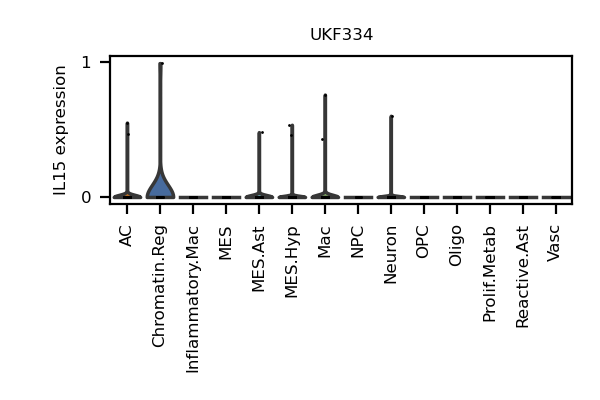 UKF334
IL15 expression
1
0
AC
Chromatin.Reg
Inflammatory.Mac
MES
MES.Ast
MES.Hyp
Mac
NPC
Neuron
OPC
Oligo
Prolif.Metab
Reactive.Ast
Vasc